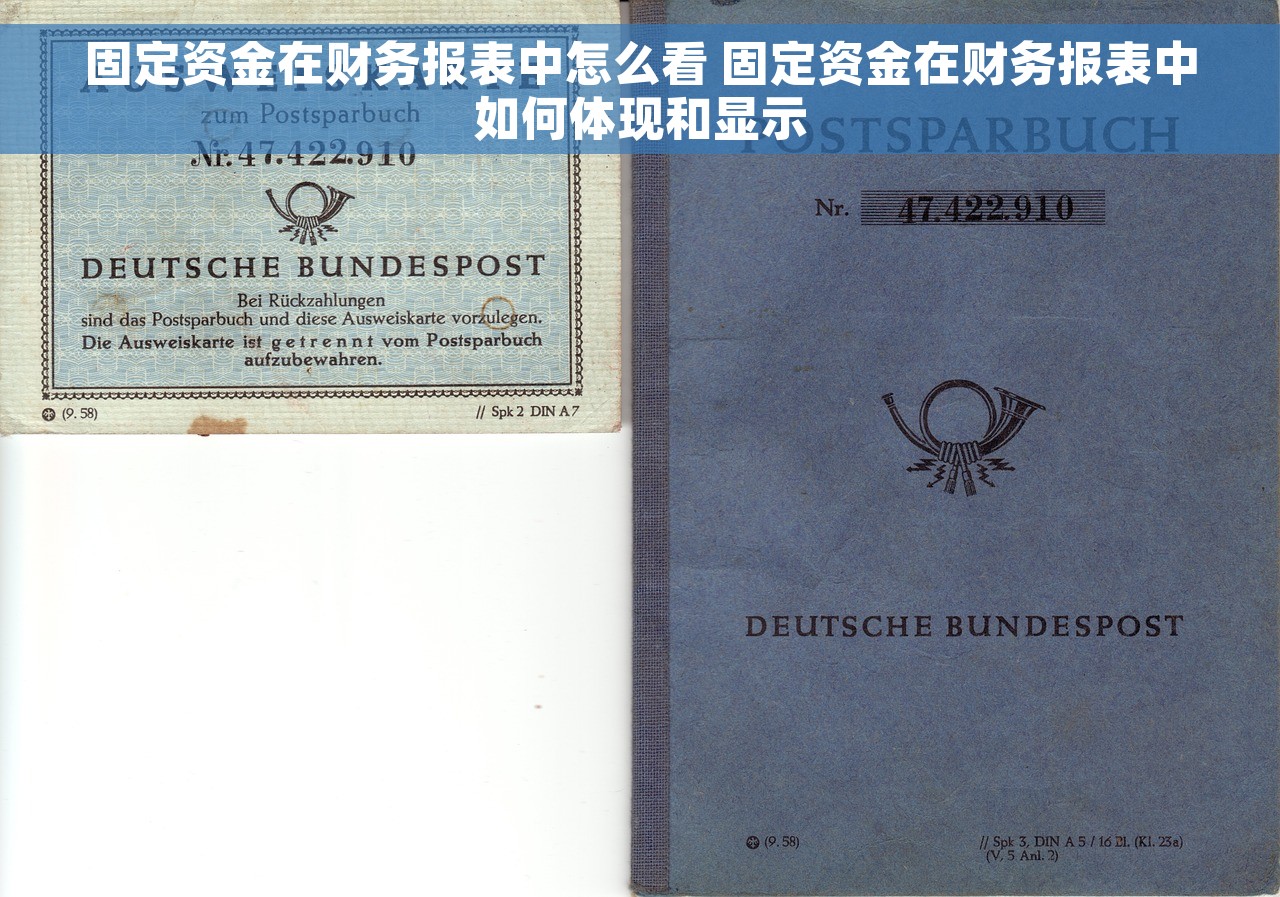 固定资金在财务报表中怎么看 固定资金在财务报表中
如何体现和显示
AUSWEISKARTE
zum Postsparbuch
Nr. 47.422.910
DEUTSCHE BUNDESPOST
Bei Rückzahlungen
sind das Postsparbuch und diese Ausweiskarte vorzulegen.
Die Ausweiskarte ist getrennt vom Postsparbuch
aufzubewahren.
(9. 58)
// Spk 2 DIN A 7
POSTSPARBUCH
Nr. 47.422.910
DEUTSCHE BUNDESPOST
(9. 58)
// Spk 3, DIN A 5 / 16 Bl. (Kl. 23a)
(V, 5 Anl. 2)